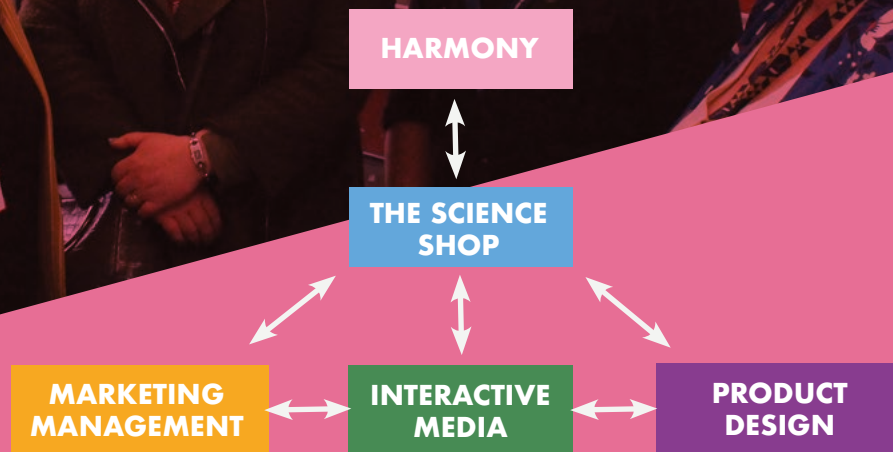 HARMONY
THE SCIENCE
SHOP
MARKETING
MANAGEMENT
INTERACTIVE
MEDIA
PRODUCT
DESIGN